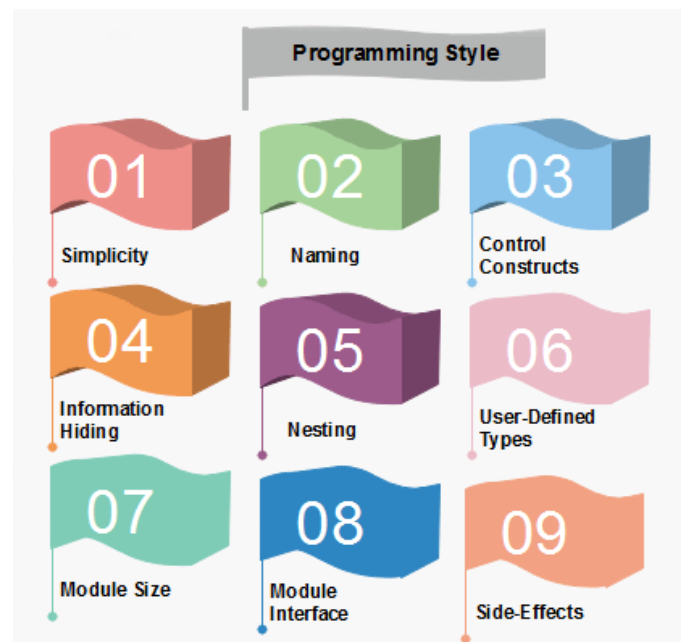 Programming Style
01
Simplicity
02
Naming
03
Control
Constructs
04
Information
Hiding
05
Nesting
06
User-Defined
Types
07
Module Size
08
Module
Interface
09
Side-Effects